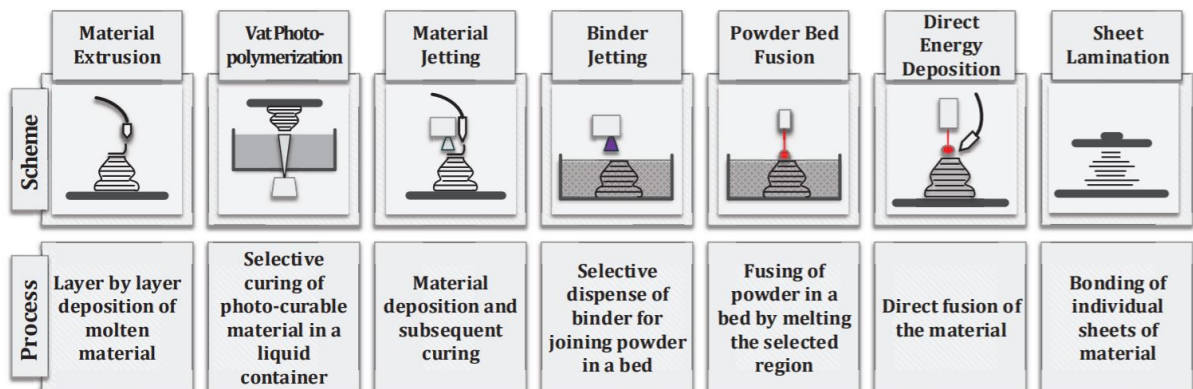 Material
Extrusion
Vat Photo-
polymerization
Material
Jetting
Binder
Jetting
Powder Bed
Fusion
Direct
Energy
Deposition
Sheet
Lamination
Scheme
Process
Layer by layer
deposition of
molten
material
Selective
curing of
photo-curable
material in a
liquid
container
Material
deposition and
subsequent
curing
Selective
dispense of
binder for
joining powder
in a bed
Fusing of
powder in a
bed by melting
the selected
region
Direct fusion of
the material
Bonding of
individual
sheets of
material